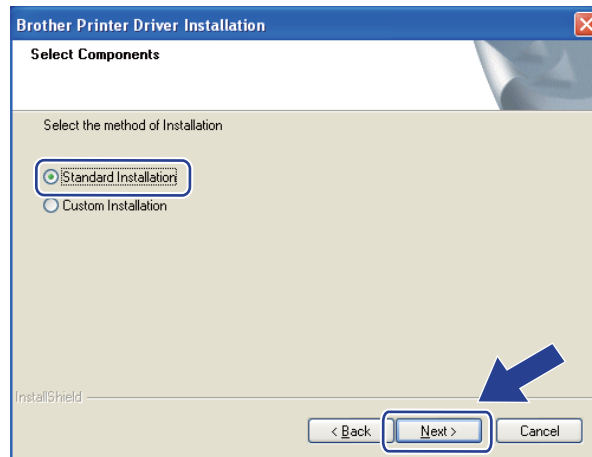 Brother Printer Driver Installation
Select Components
Select the method of Installation
Standard Installation
Custom Installation
InstallShield
< Back
Next >
Cancel